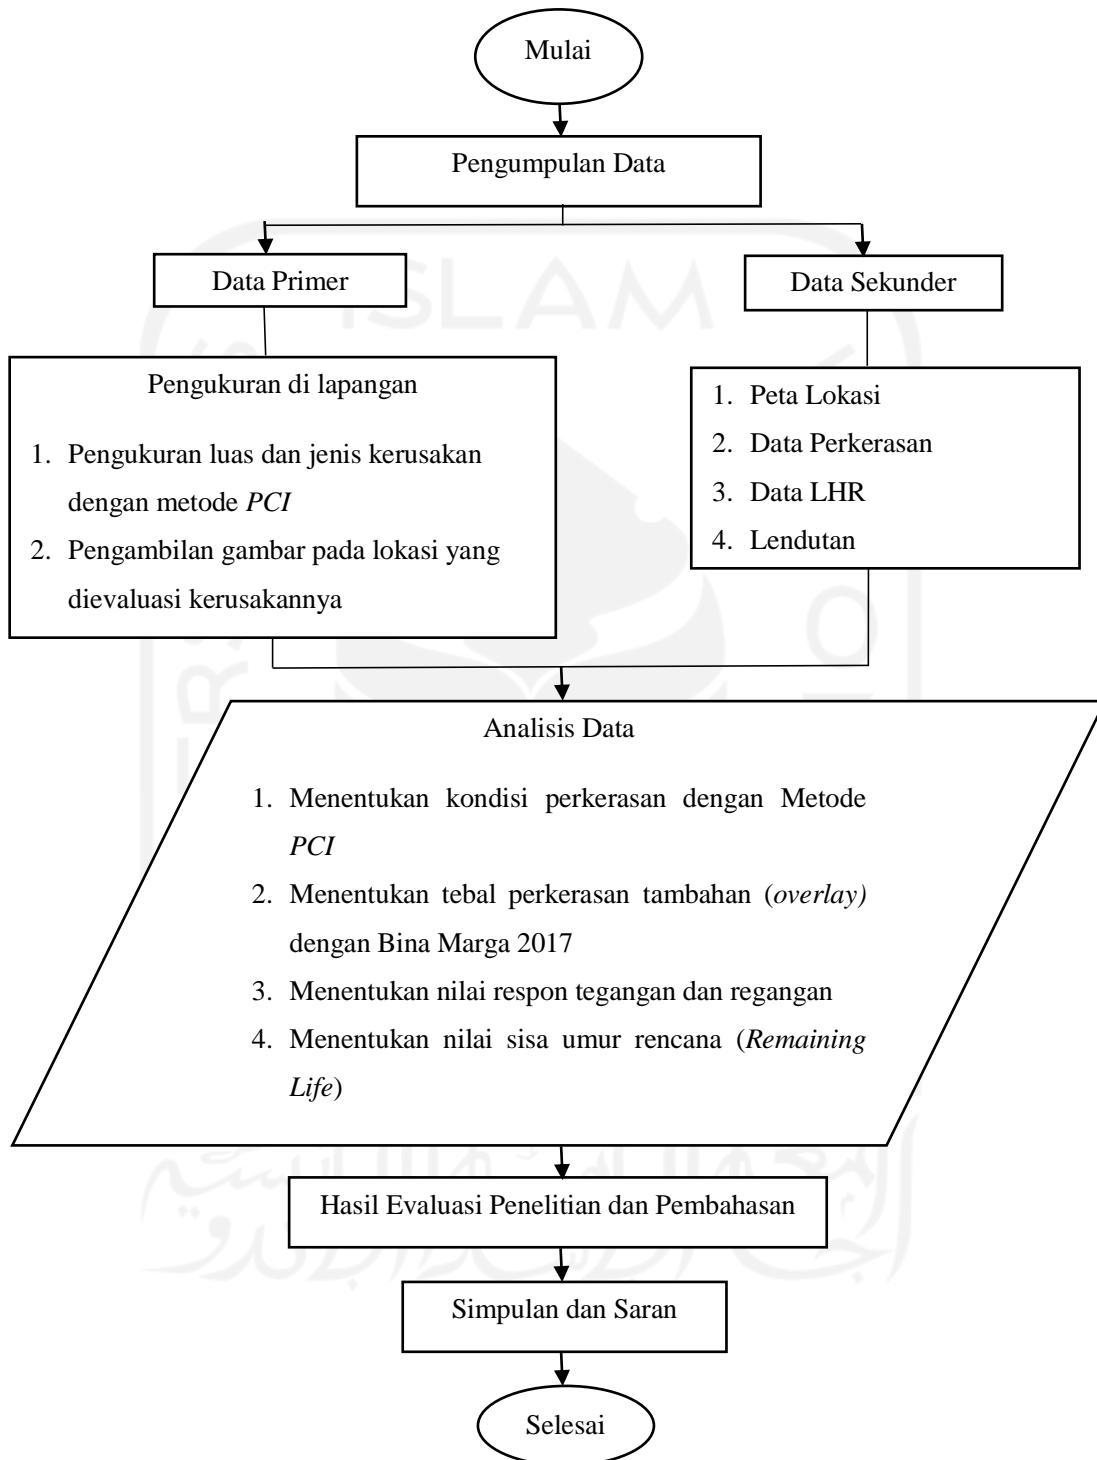 Mulai
Pengumpulan Data
Data Primer
Data Sekunder
Pengukuran di lapangan
1. Pengukuran luas dan jenis kerusakan
dengan metode PCI
2. Pengambilan gambar pada lokasi yang
dievaluasi kerusakannya
1. Peta Lokasi
2. Data Perkerasan
3. Data LHR
4. Lendutan
Analisis Data
1. Menentukan kondisi perkerasan dengan Metode
PCI
2. Menentukan tebal perkerasan tambahan (overlay)
dengan Bina Marga 2017
3. Menentukan nilai respon tegangan dan regangan
4. Menentukan nilai sisa umur rencana (Remaining
Life)
Hasil Evaluasi Penelitian dan Pembahasan
Simpulan dan Saran
Selesai
ISLAM